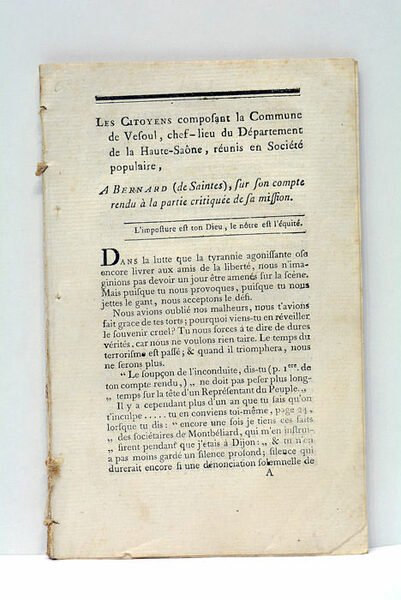 LES CITOYENS compoſant la Commune
de Veſoul, chef-lieu du Département
de la Haute-Saône, réunis en Société
populaire,
A BERNARD (de Saintes), ſur ſon compte
rendu à la partie critiquée de ſa miſſion.
L'impoſture eſt ton Dieu, le nôtre eſt l'équité.
DANS la lutte que la tyrannie agoniſſante oſe
encore livrer aux amis de la liberté, nous n'ima-
ginions pas devoir un jour être amenés ſur la ſcéne.
Mais puiſque tu nous provoques, puiſque tu nous
jettes le gant, nous acceptons le défi.
Nous avions oublié nos malheurs, nous t'avions
fait grace de tes torts; pourquoi viens-tu en réveiller
le ſouvenir cruel? Tu nous forces à te dire de dures
vérités, car nous ne voulons rien taire. Le temps du
terroriſme eſt paſſé; & quand il triomphera, nous
ne ſerons plus.
“ Le ſoupçon de l'inconduite, dis-tu (p. 1ere. de
ton compte rendu,) „ ne doit pas peſer plus long-
„ temps ſur la tête d'un Repréſentant du Peuple.„
Il y a cependant plus d'un an que tu ſais qu'on
t'inculpe ..... tu en conviens toi-même, page 24,
lorſque tu dis: “ encore une fois je tiens ces faits
„ des ſociétaires de Montbéliard, qui m'en inſtrui-
„ ſirent pendant que j'etais à Dijon:„ & tu n'en
a pas moins gardé un ſilence profond; ſilence qui
durerait encore ſi une dénonciation ſolemnelle de
A